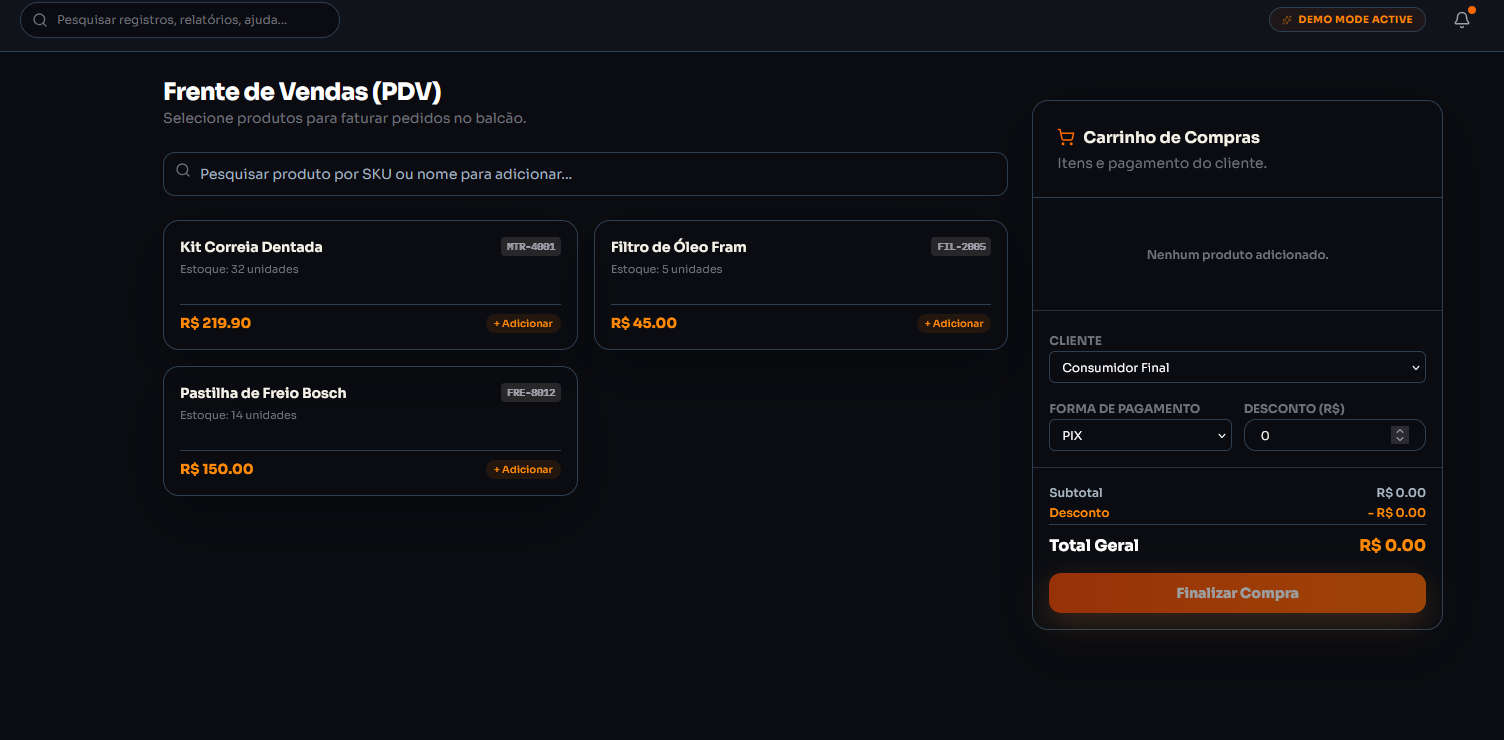 Pesquisar registros, relatórios, ajuda...
DEMO MODE ACTIVE
Frente de Vendas (PDV)
Selecione produtos para faturar pedidos no balcão.
Pesquisar produto por SKU ou nome para adicionar...
Kit Correia Dentada
MTR-4001
Estoque: 32 unidades
R$ 219.90
+ Adicionar
Filtro de Óleo Fram
FIL-2005
Estoque: 5 unidades
R$ 45.00
+ Adicionar
Pastilha de Freio Bosch
FRE-8012
Estoque: 14 unidades
R$ 150.00
+ Adicionar
Carrinho de Compras
Itens e pagamento do cliente.
Nenhum produto adicionado.
CLIENTE
Consumidor Final
FORMA DE PAGAMENTO
PIX
DESCONTO (R$)
0
Subtotal R$ 0.00
Desconto - R$ 0.00
Total Geral R$ 0.00
Finalizar Compra